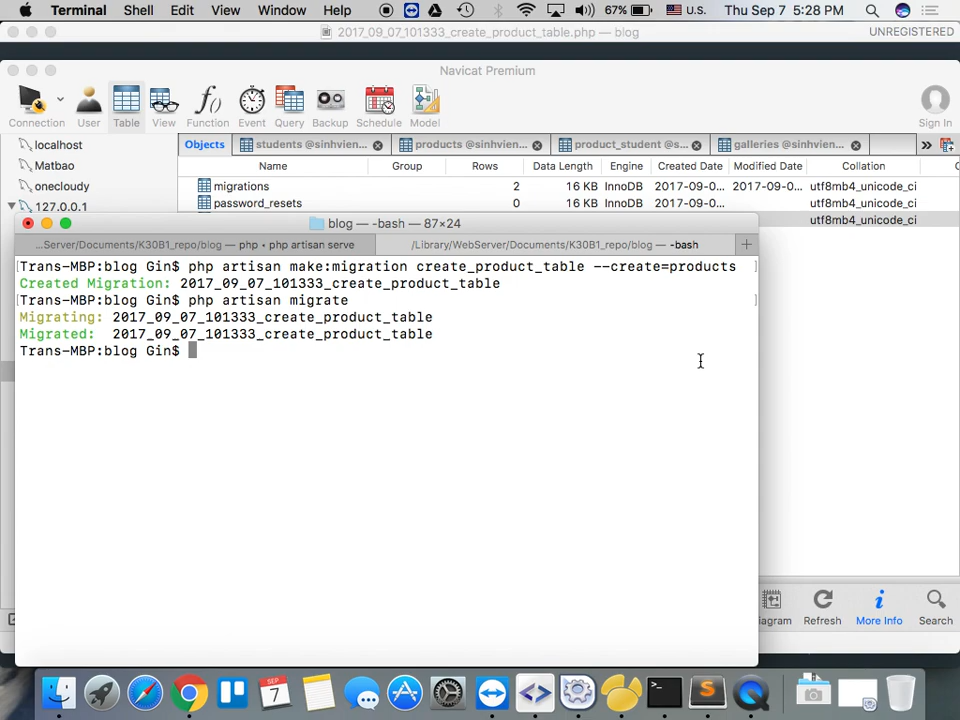 Terminal Shell Edit View Window Help 67% U.S. Thu Sep 7 5:28 PM
2017_09_07_101333_create_product_table.php — blog UNREGISTERED
Navicat Premium
Connection User Table View Function Event Query Backup Schedule Model Sign In
f()
localhost
Matbao
onecloudy
127.0.0.1
Objects students @sinhvien... products @sinhvien... product_student @s... galleries @sinhvien... »
Name Group Rows Data Length Engine Created Date Modified Date Collation
migrations 2 16 KB InnoDB 2017-09-0... 2017-09-0... utf8mb4_unicode_ci
password_resets 0 16 KB InnoDB 2017-09-0... utf8mb4_unicode_ci
utf8mb4_unicode_ci
blog — -bash — 87×24
...Server/Documents/K30B1_repo/blog — php • php artisan serve
/Library/WebServer/Documents/K30B1_repo/blog — -bash +
[Trans-MBP:blog Gin$ php artisan make:migration create_product_table --create=products ]
Created Migration: 2017_09_07_101333_create_product_table
[Trans-MBP:blog Gin$ php artisan migrate ]
Migrating: 2017_09_07_101333_create_product_table
Migrated: 2017_09_07_101333_create_product_table
Trans-MBP:blog Gin$
iagram Refresh More Info Search
SEP
7